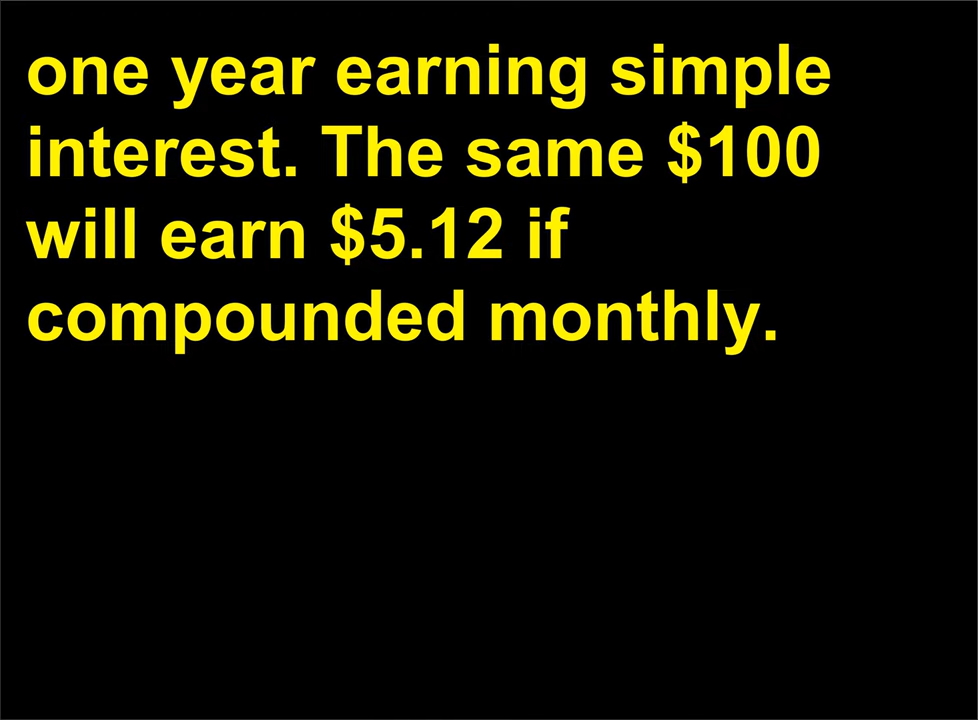 one year earning simple
interest. The same $100
will earn $5.12 if
compounded monthly.